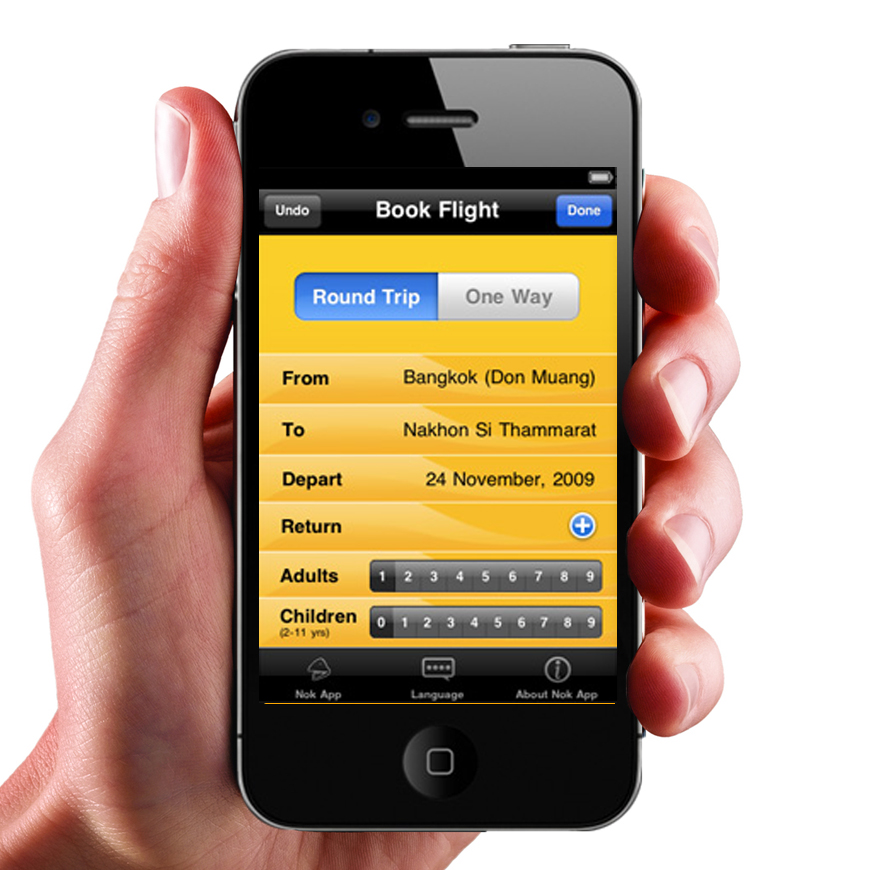 Undo Book Flight Done
Round Trip One Way
From Bangkok (Don Muang)
To Nakhon Si Thammarat
Depart 24 November, 2009
Return
Adults 1 2 3 4 5 6 7 8 9
Children 0 1 2 3 4 5 6 7 8 9
(2-11 yrs)
Nok App Language About Nok App